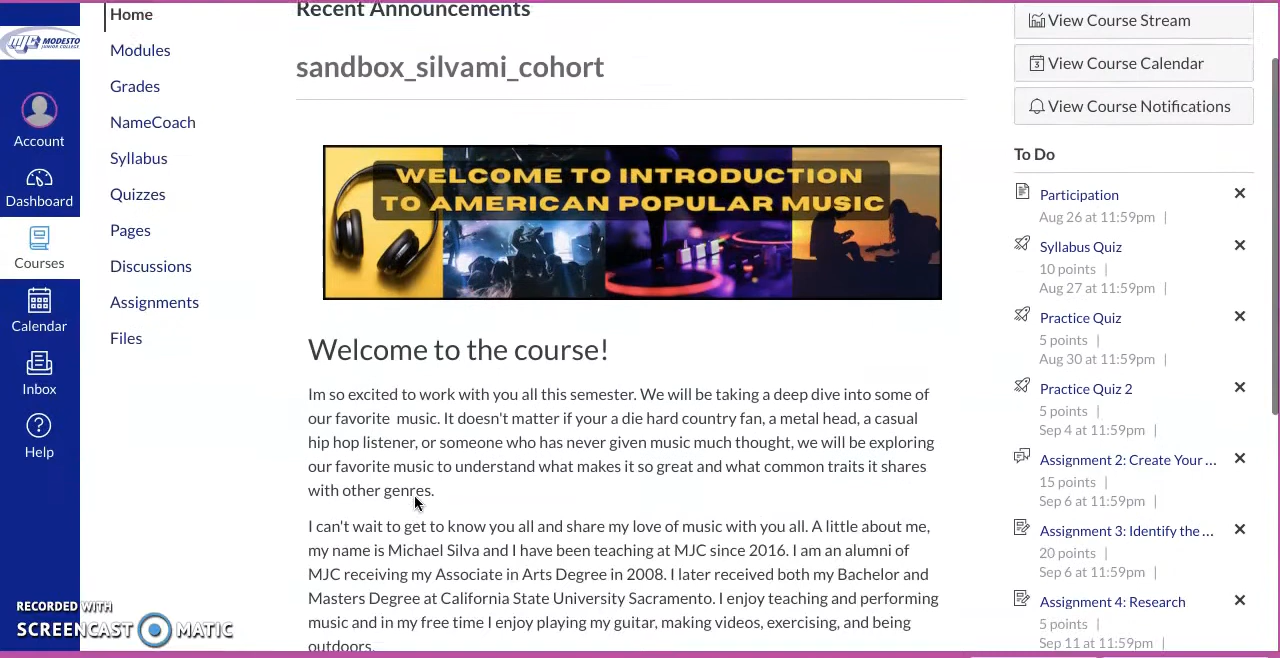 Home
Modules
Grades
NameCoach
Syllabus
Quizzes
Pages
Discussions
Assignments
Files
MJC MODESTO
JUNIOR COLLEGE
Account
Dashboard
Courses
Calendar
Inbox
Help
RECORDED WITH
SCREENCAST MATIC
Recent Announcements
sandbox_silvami_cohort
WELCOME TO INTRODUCTION
TO AMERICAN POPULAR MUSIC
Welcome to the course!
Im so excited to work with you all this semester. We will be taking a deep dive into some of
our favorite  music. It doesn't matter if your a die hard country fan, a metal head, a casual
hip hop listener, or someone who has never given music much thought, we will be exploring
our favorite music to understand what makes it so great and what common traits it shares
with other genres.
I can't wait to get to know you all and share my love of music with you all. A little about me,
my name is Michael Silva and I have been teaching at MJC since 2016. I am an alumni of
MJC receiving my Associate in Arts Degree in 2008. I later received both my Bachelor and
Masters Degree at California State University Sacramento. I enjoy teaching and performing
music and in my free time I enjoy playing my guitar, making videos, exercising, and being
outdoors.
View Course Stream
3 View Course Calendar
View Course Notifications
To Do
Participation
Aug 26 at 11:59pm |
Syllabus Quiz
10 points |
Aug 27 at 11:59pm |
Practice Quiz
5 points |
Aug 30 at 11:59pm |
Practice Quiz 2
5 points |
Sep 4 at 11:59pm |
Assignment 2: Create Your ...
15 points |
Sep 6 at 11:59pm |
Assignment 3: Identify the ...
20 points |
Sep 6 at 11:59pm |
Assignment 4: Research
5 points |
Sep 11 at 11:59pm |